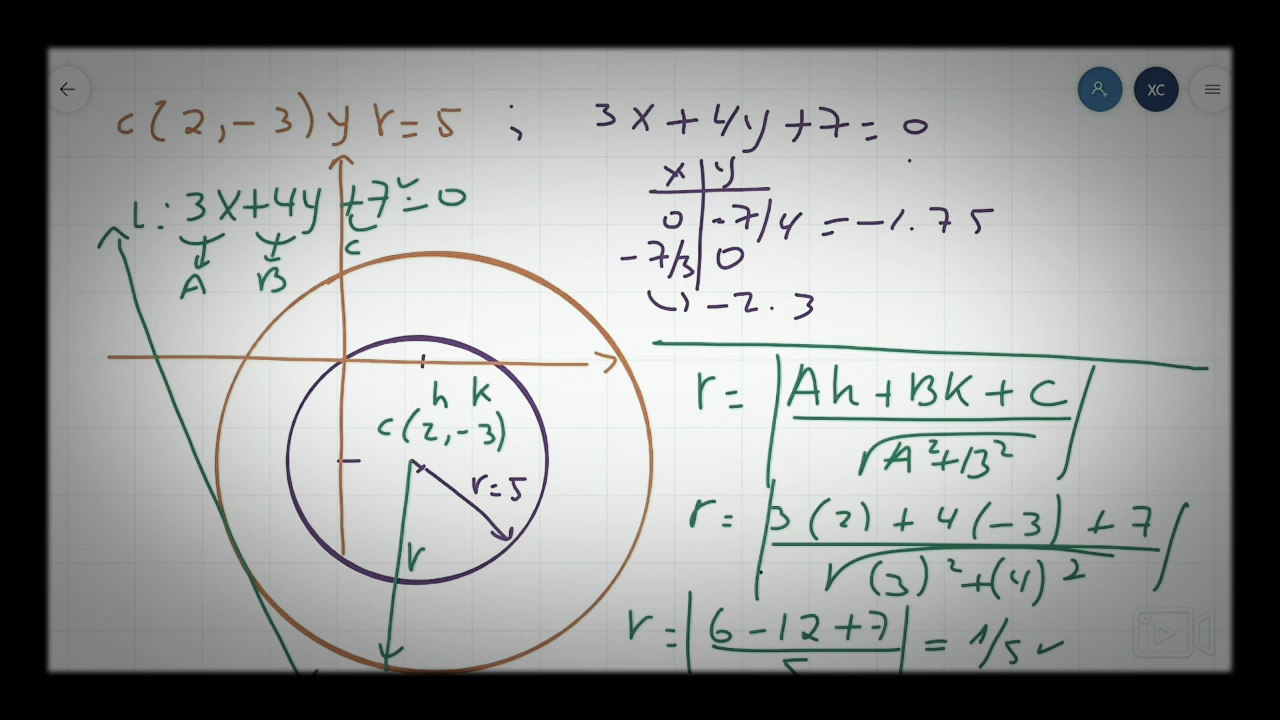 XC
c(2,-3) y r=5 ; 3x+4y+7=0
x | y
0 | -7/4 = -1.75
-7/3 | 0
↳ -2.3
L: 3x+4y+7=0
A B C
h k
c(2,-3)
r=5
r
r = |Ah+BK+C / √A²+B²|
r = |3(2)+4(-3)+7 / √(3)²+(4)²|
r = |6-12+7 / 5| = 1/5 ✓